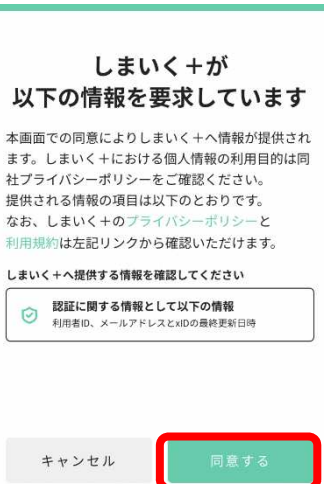 しまいく＋が
以下の情報を要求しています
本画面での同意によりしまいく＋へ情報が提供され
ます。しまいく＋における個人情報の利用目的は同
社プライバシーポリシーをご確認ください。
提供される情報の項目は以下のとおりです。
なお、しまいく＋のプライバシーポリシーと
利用規約は左記リンクから確認いただけます。
しまいく＋へ提供する情報を確認してください
認証に関する情報として以下の情報
利用者ID、メールアドレスとxIDの最終更新日時
キャンセル
同意する